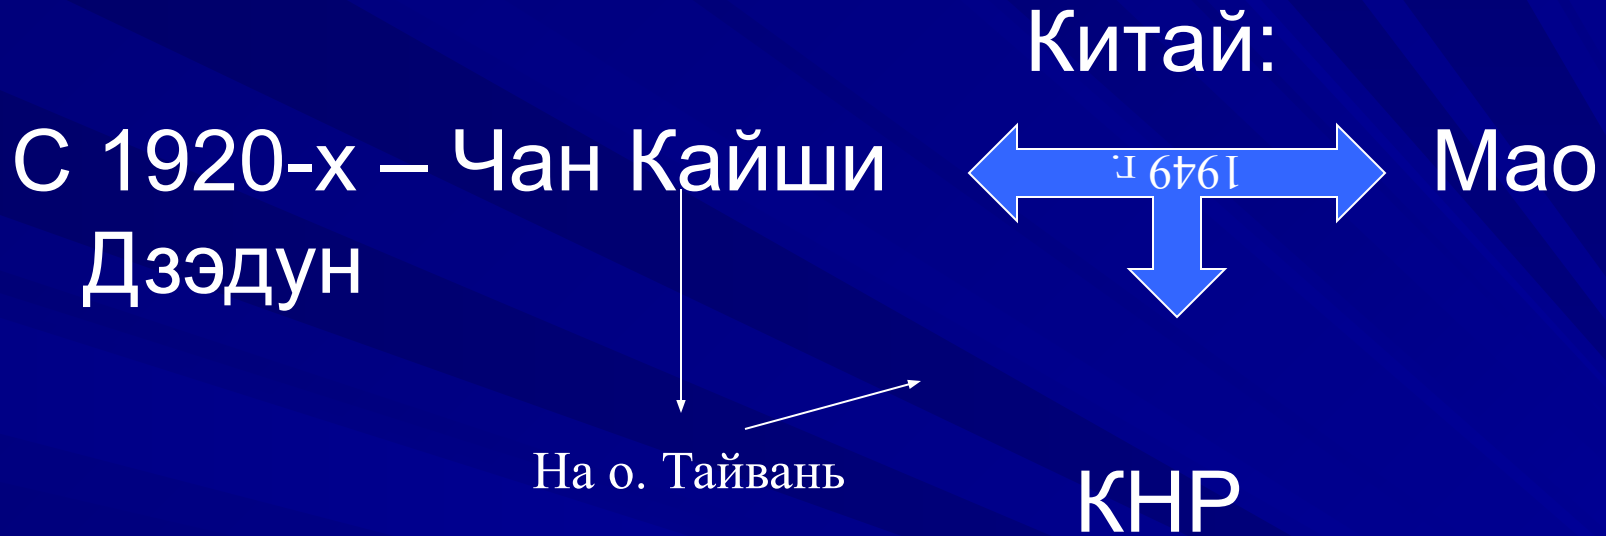 Китай:
С 1920-х – Чан Кайши 1949 г. Мао
Дзэдун
На о. Тайвань
КНР